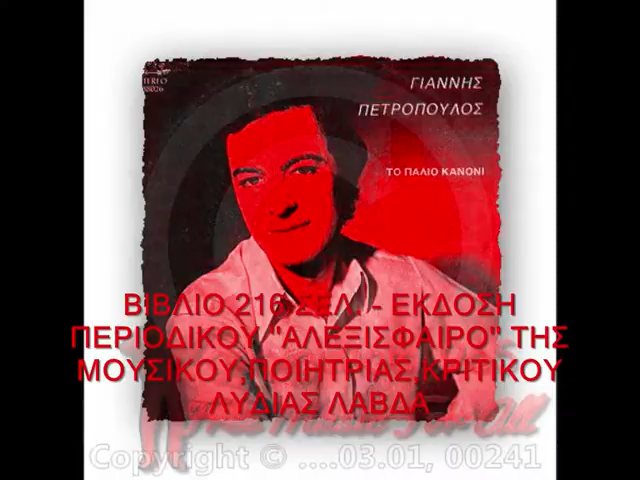 ΓΙΑΝΝΗΣ
ΠΕΤΡΟΠΟΥΛΟΣ
ΤΟ ΠΑΛΙΟ ΚΑΝΟΝΙ
ΒΙΒΛΙΟ 216 ΣΕΛ. - ΕΚΔΟΣΗ
ΠΕΡΙΟΔΙΚΟΥ "ΑΛΕΞΙΣΦΑΙΡΟ" ΤΗΣ
ΜΟΥΣΙΚΟΥ,ΠΟΙΗΤΡΙΑΣ,ΚΡΙΤΙΚΟΥ
ΛΥΔΙΑΣ ΛΑΒΔΑ
Copyright © ....03.01, 00241